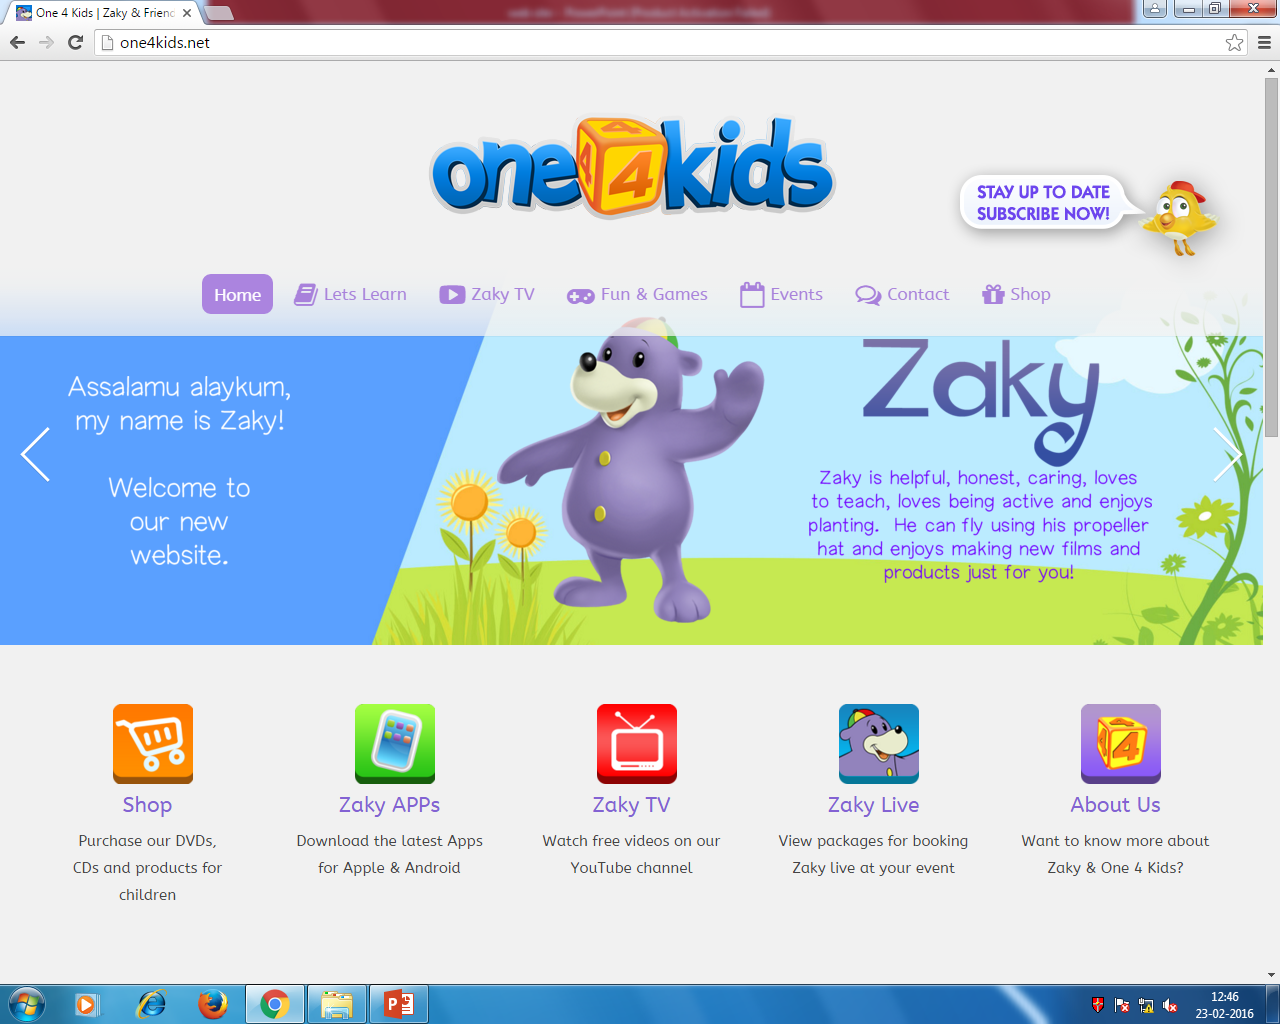 One 4 Kids | Zaky & Friend
one4kids.net
one4kids
4
STAY UP TO DATE
SUBSCRIBE NOW!
Home Lets Learn Zaky TV Fun & Games Events Contact Shop
Assalamu alaykum,
my name is Zaky!
Welcome to
our new
website.
Zaky
Zaky is helpful, honest, caring, loves
to teach, loves being active and enjoys
planting. He can fly using his propeller
hat and enjoys making new films and
products just for you!
Shop
Purchase our DVDs,
CDs and products for
children
Zaky APPs
Download the latest Apps
for Apple & Android
Zaky TV
Watch free videos on our
YouTube channel
Zaky Live
View packages for booking
Zaky live at your event
4
About Us
Want to know more about
Zaky & One 4 Kids?
12:46
23-02-2016